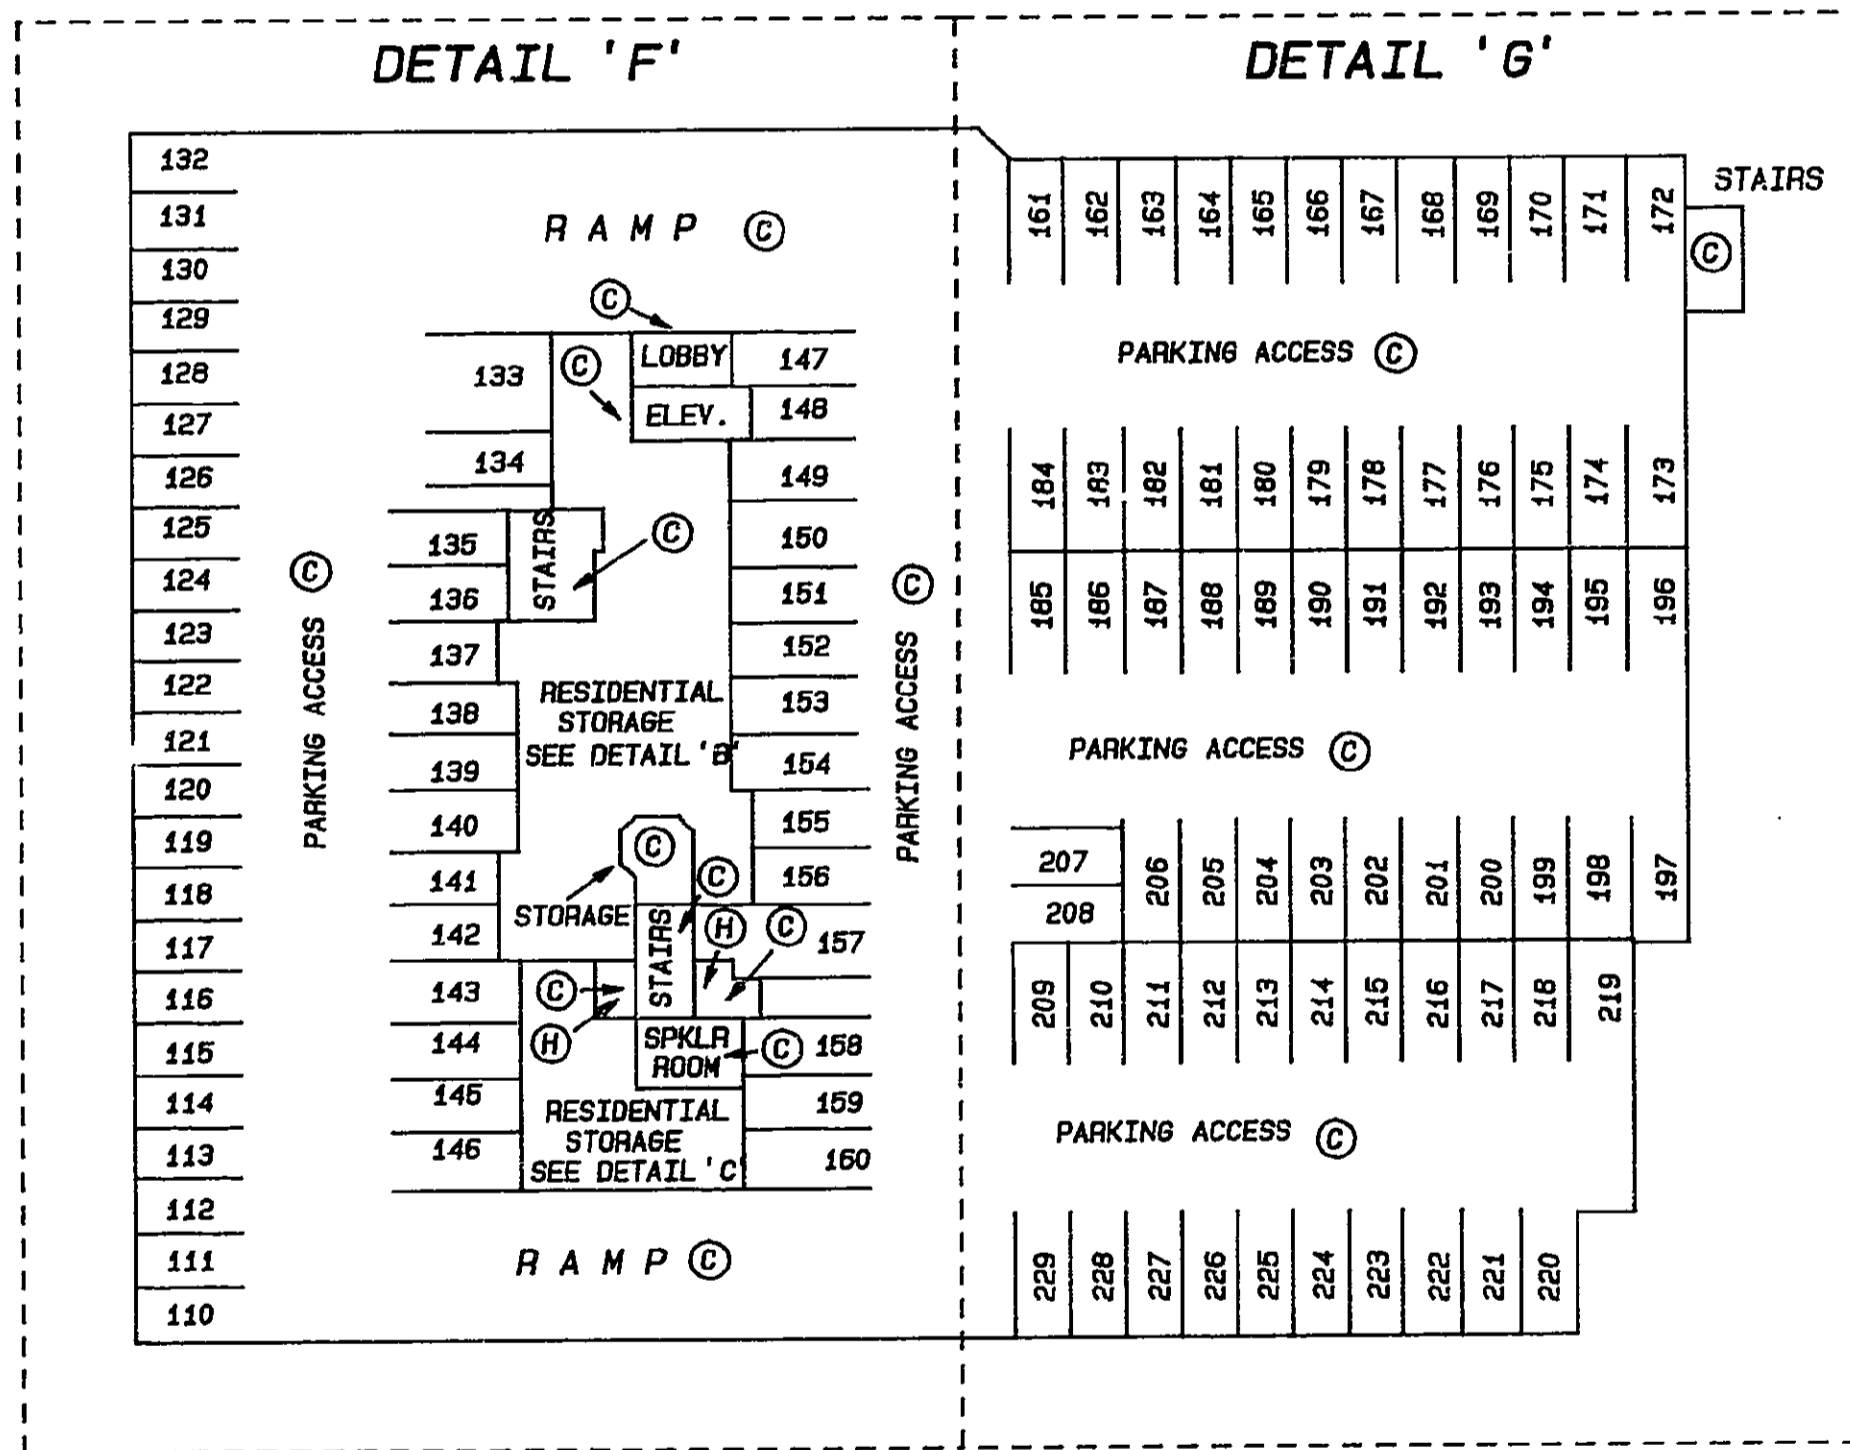 DETAIL 'F'
132
131
130
129
128
127
126
125
124
123
122
121
120
119
118
117
116
115
114
113
112
111
110
PARKING ACCESS C
RAMP C
C
133
134
135
136
137
138
139
140
141
142
143
144
145
146
C
LOBBY
ELEV.
STAIRS
C
RESIDENTIAL
STORAGE
SEE DETAIL 'B'
C
STORAGE
C
STAIRS
H
C
C
H
SPKLR
ROOM
C
RESIDENTIAL
STORAGE
SEE DETAIL 'C'
147
148
149
150
151
152
153
154
155
156
157
158
159
160
PARKING ACCESS C
RAMP C
DETAIL 'G'
161 162 163 164 165 166 167 168 169 170 171 172
STAIRS
C
PARKING ACCESS C
184 183 182 181 180 179 178 177 176 175 174 173
185 186 187 188 189 190 191 192 193 194 195 196
PARKING ACCESS C
207
208
206 205 204 203 202 201 200 199 198 197
209 210 211 212 213 214 215 216 217 218 219
PARKING ACCESS C
229 228 227 226 225 224 223 222 221 220